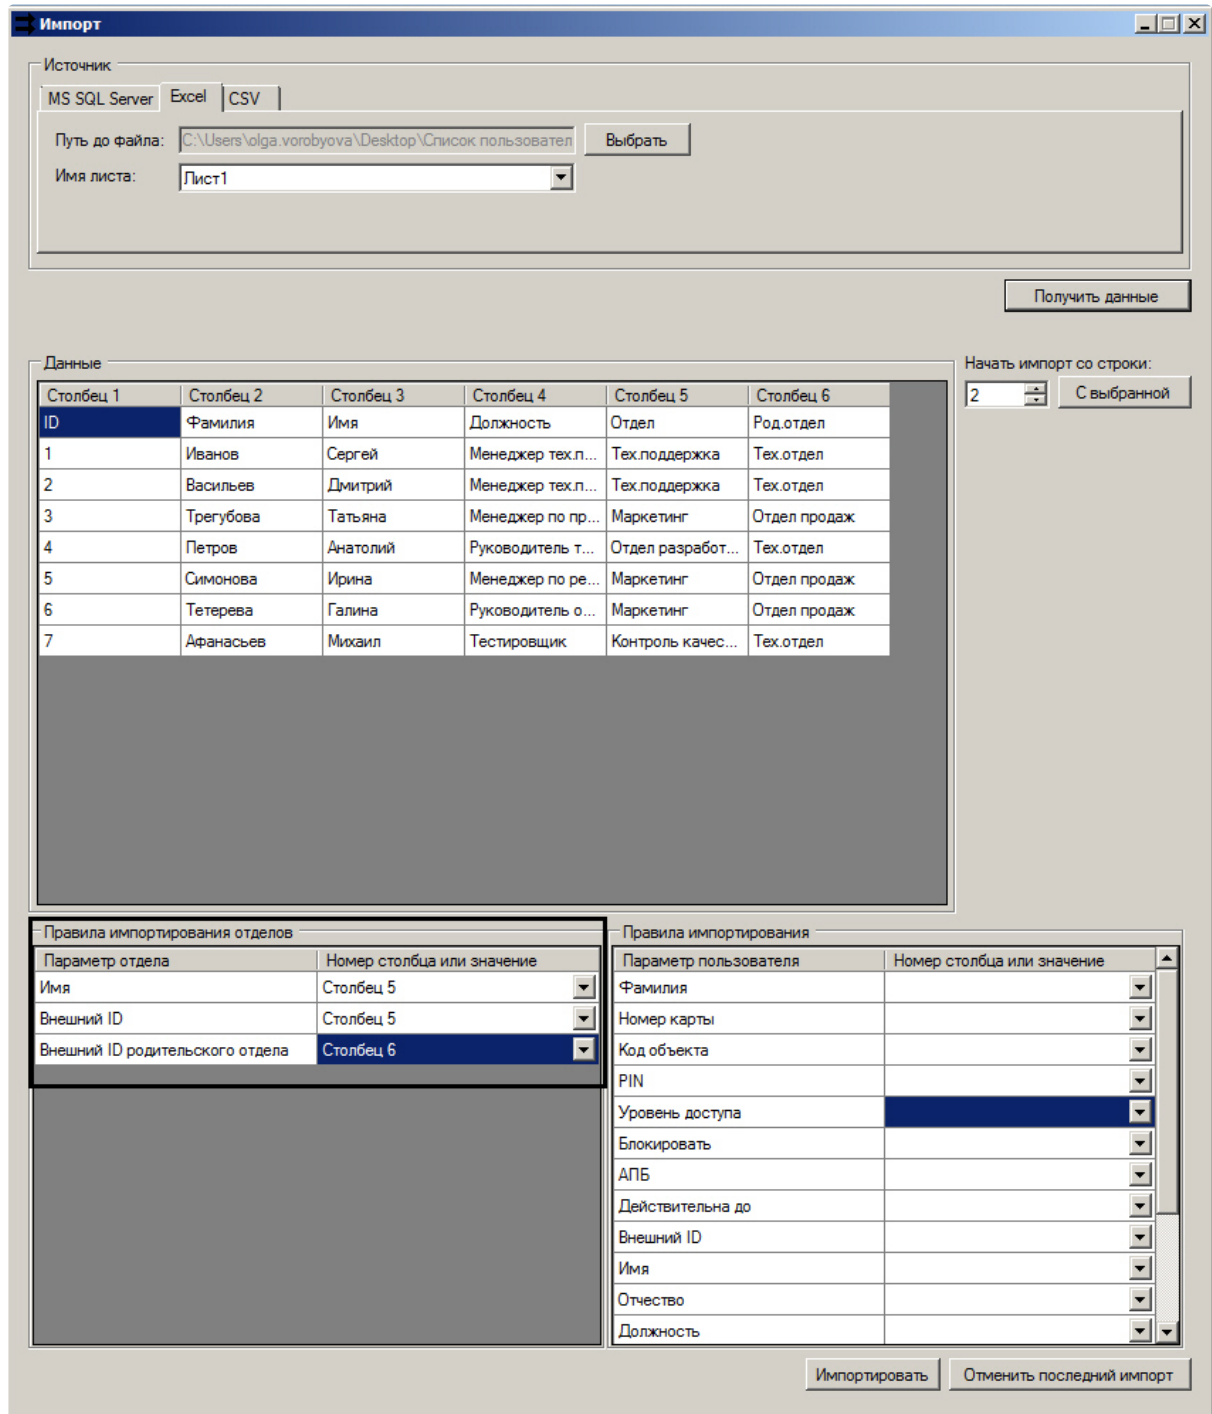 Импорт
Источник
MS SQL Server Excel CSV
Путь до файла: C:\Users\olga.vorobyova\Desktop\Список пользовател Выбрать
Имя листа: Лист1
Получить данные
Данные Начать импорт со строки:
Столбец 1 Столбец 2 Столбец 3 Столбец 4 Столбец 5 Столбец 6 2 С выбранной
ID Фамилия Имя Должность Отдел Род.отдел
1 Иванов Сергей Менеджер тех.п... Тех.поддержка Тех.отдел
2 Васильев Дмитрий Менеджер тех.п... Тех.поддержка Тех.отдел
3 Трегубова Татьяна Менеджер по пр... Маркетинг Отдел продаж
4 Петров Анатолий Руководитель т... Отдел разработ... Тех.отдел
5 Симонова Ирина Менеджер по ре... Маркетинг Отдел продаж
6 Тетерева Галина Руководитель о... Маркетинг Отдел продаж
7 Афанасьев Михаил Тестировщик Контроль качес... Тех.отдел
Правила импортирования отделов
Параметр отдела Номер столбца или значение
Имя Столбец 5
Внешний ID Столбец 5
Внешний ID родительского отдела Столбец 6
Правила импортирования
Параметр пользователя Номер столбца или значение
Фамилия
Номер карты
Код объекта
PIN
Уровень доступа
Блокировать
АПБ
Действительна до
Внешний ID
Имя
Отчество
Должность
Импортировать Отменить последний импорт